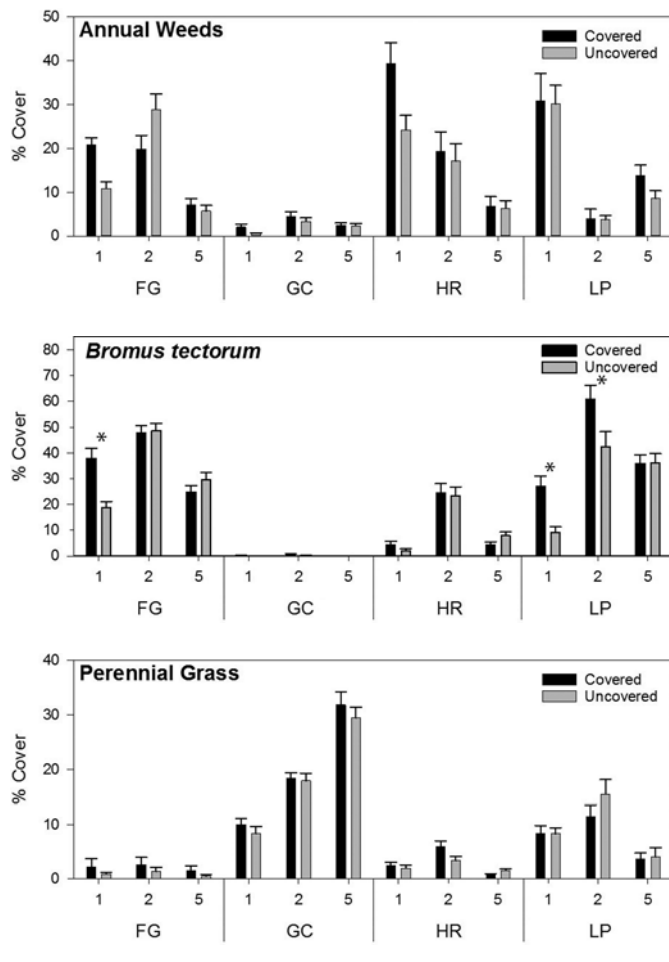 Annual Weeds
Covered
Uncovered
% Cover
50
40
30
20
10
0
1 2 5 1 2 5 1 2 5 1 2 5
FG GC HR LP
Bromus tectorum
Covered
Uncovered
% Cover
80
70
60
50
40
30
20
10
0
* * *
1 2 5 1 2 5 1 2 5 1 2 5
FG GC HR LP
Perennial Grass
Covered
Uncovered
% Cover
40
30
20
10
0
1 2 5 1 2 5 1 2 5 1 2 5
FG GC HR LP